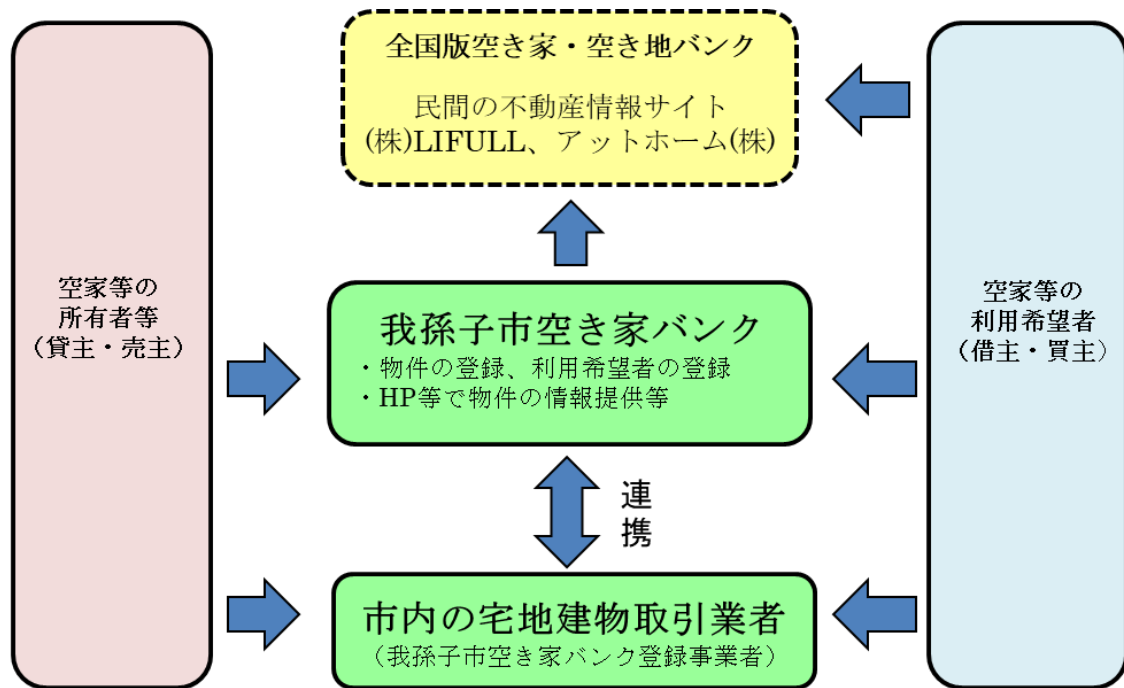 全国版空き家・空き地バンク
民間の不動産情報サイト
(株)LIFULL、アットホーム(株)
空家等の
所有者等
（貸主・売主）
我孫子市空き家バンク
・物件の登録、利用希望者の登録
・HP等で物件の情報提供等
空家等の
利用希望者
（借主・買主）
連
携
市内の宅地建物取引業者
（我孫子市空き家バンク登録事業者）